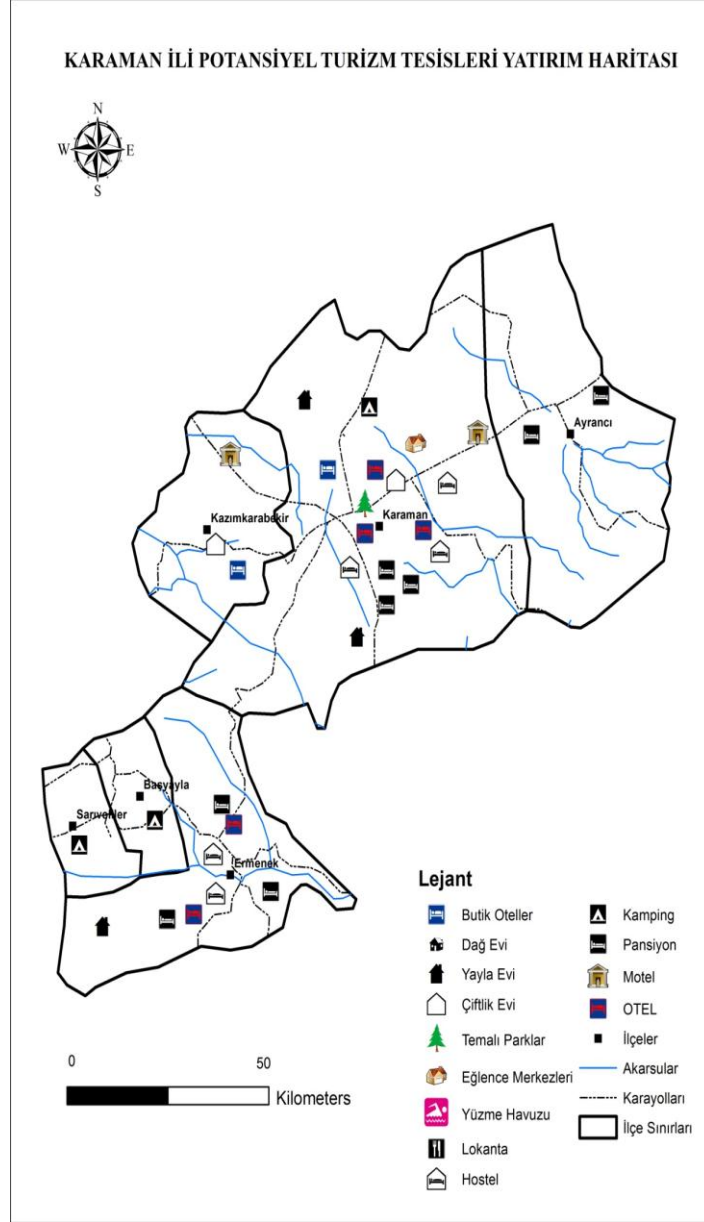 KARAMAN İLİ POTANSİYEL TURİZM TESİSLERİ YATIRIM HARİTASI
N
W E
S
Ayrancı
Kazımkarabekir
Karaman
Başyayla
Sarıveliler
Ermenek
Lejant
Butik Oteller
Dağ Evi
Yayla Evi
Çiftlik Evi
Temalı Parklar
Eğlence Merkezleri
Yüzme Havuzu
Lokanta
Hostel
Kamping
Pansiyon
Motel
OTEL
İlçeler
Akarsular
Karayolları
İlçe Sınırları
0 50
Kilometers